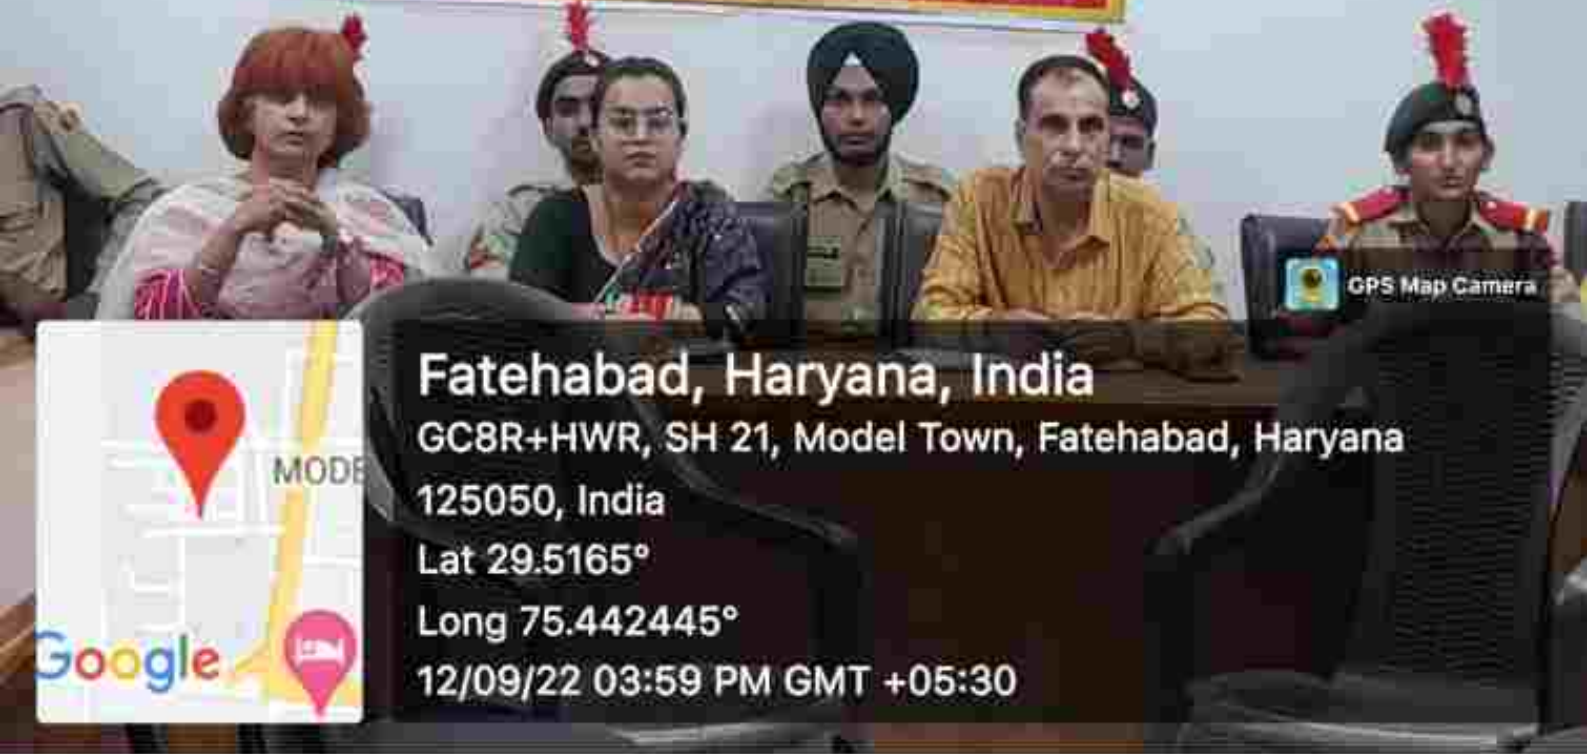 GPS Map Camera
Fatehabad, Haryana, India
GC8R+HWR, SH 21, Model Town, Fatehabad, Haryana
125050, India
Lat 29.5165°
Long 75.442445°
12/09/22 03:59 PM GMT +05:30
MODE
Google